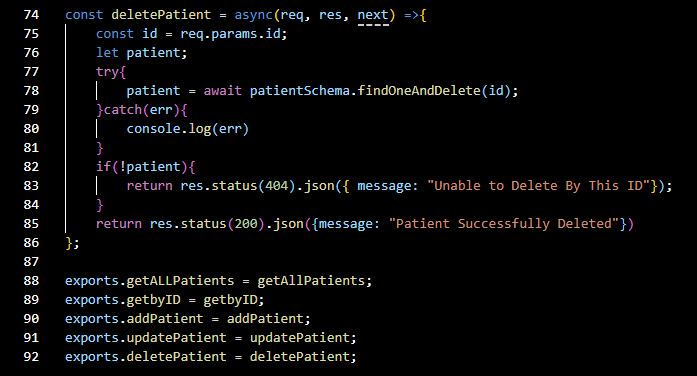 74 const deletePatient = async(req, res, next) =>{
75 const id = req.params.id;
76 let patient;
77 try{
78 patient = await patientSchema.findOneAndDelete(id);
79 }catch(err){
80 console.log(err)
81 }
82 if(!patient){
83 return res.status(404).json({ message: "Unable to Delete By This ID"});
84 }
85 return res.status(200).json({message: "Patient Successfully Deleted"})
86 };
87
88 exports.getALLPatients = getAllPatients;
89 exports.getbyID = getbyID;
90 exports.addPatient = addPatient;
91 exports.updatePatient = updatePatient;
92 exports.deletePatient = deletePatient;